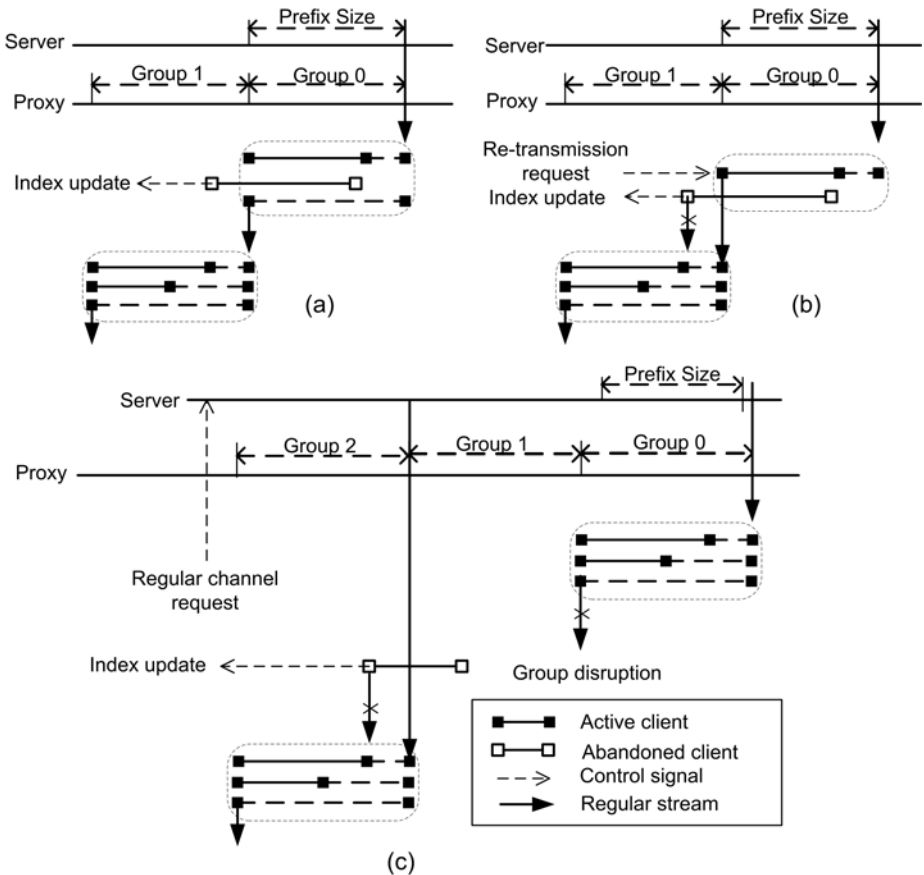 Prefix Size
Server
Group 1
Group 0
Proxy
Index update
(a)
Prefix Size
Server
Group 1
Group 0
Proxy
Re-transmission
request
Index update
(b)
Prefix Size
Server
Group 2
Group 1
Group 0
Proxy
Regular channel
request
Index update
Group disruption
Active client
Abandoned client
Control signal
Regular stream
(c)